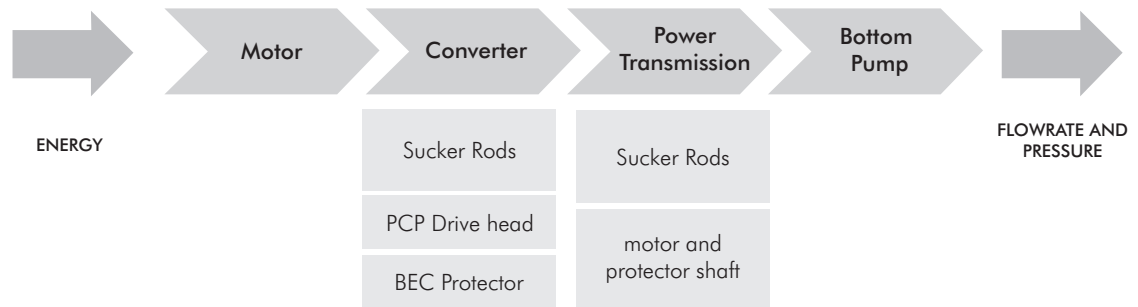 Motor
Converter
Power
Transmission
Bottom
Pump
ENERGY
FLOWRATE AND
PRESSURE
Sucker Rods
PCP Drive head
BEC Protector
Sucker Rods
motor and
protector shaft